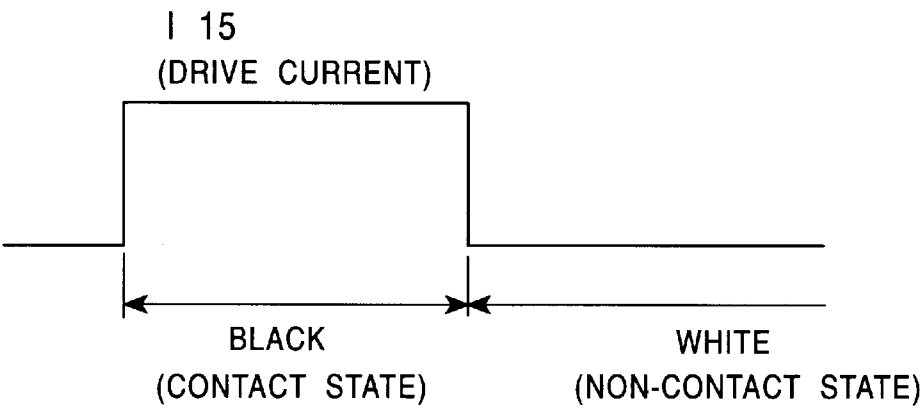 I 15
(DRIVE CURRENT)
BLACK
(CONTACT STATE)
WHITE
(NON-CONTACT STATE)